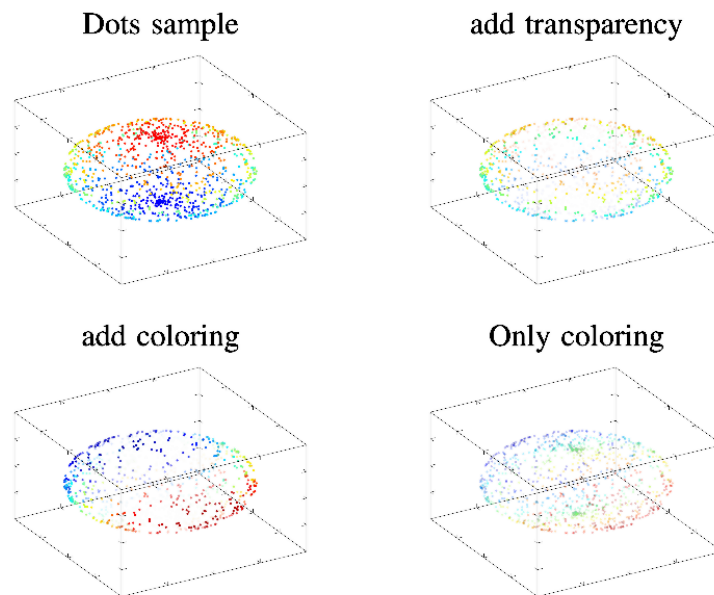 Dots sample
add transparency
add coloring
Only coloring